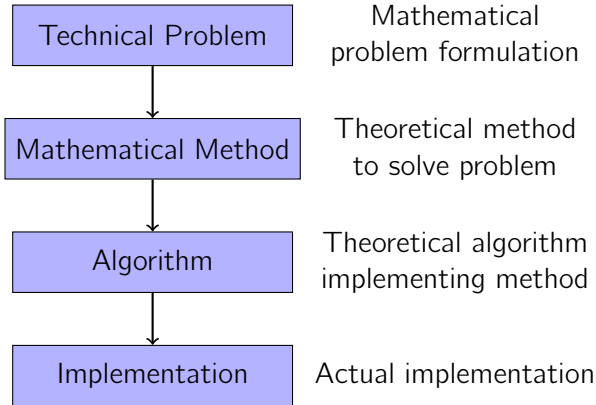 Technical Problem
Mathematical
problem formulation
Mathematical Method
Theoretical method
to solve problem
Algorithm
Theoretical algorithm
implementing method
Implementation
Actual implementation